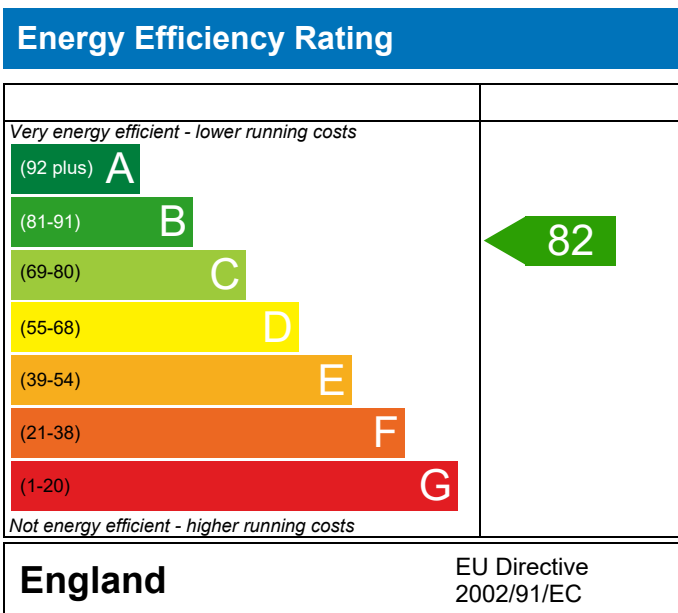 Energy Efficiency Rating
Very energy efficient - lower running costs
(92 plus) A
(81-91) B
82
(69-80) C
(55-68) D
(39-54) E
(21-38) F
(1-20) G
Not energy efficient - higher running costs
England
EU Directive
2002/91/EC